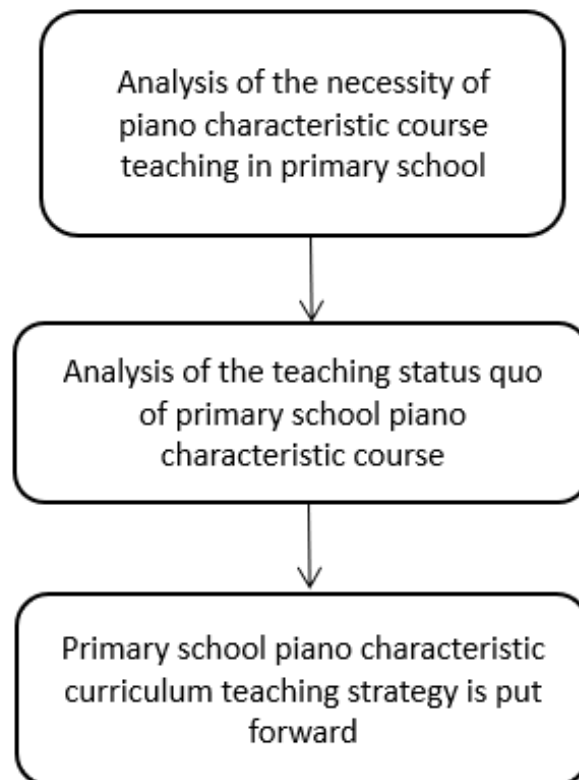 Analysis of the necessity of
piano characteristic course
teaching in primary school
Analysis of the teaching status quo
of primary school piano
characteristic course
Primary school piano characteristic
curriculum teaching strategy is put
forward